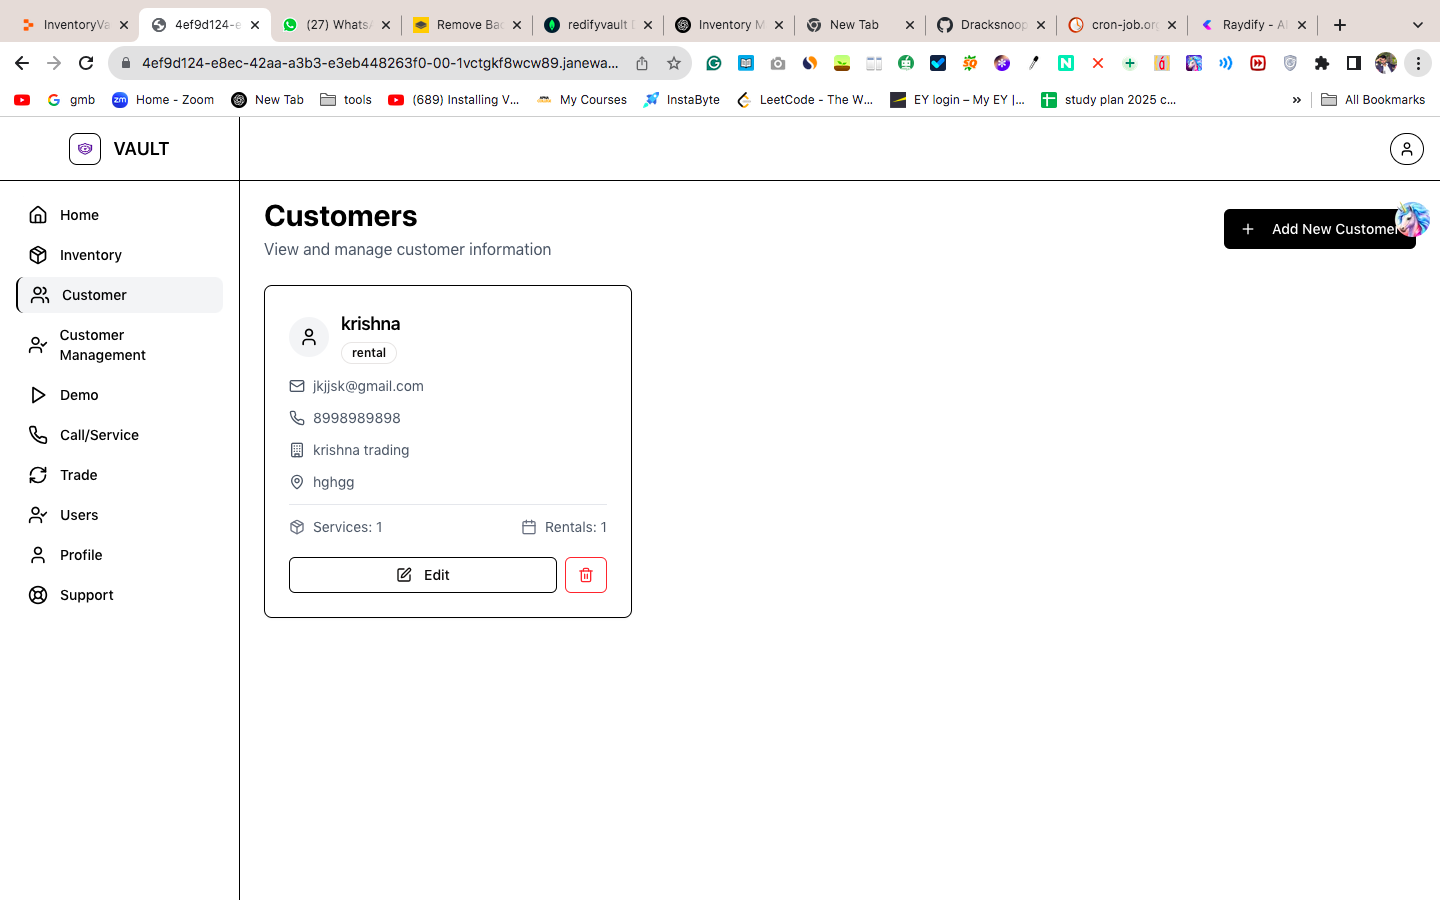 InventoryVa
4ef9d124-e
(27) WhatsA
Remove Bac
redifyvault D
Inventory M
New Tab
Dracksnoop
cron-job.org
Raydify - A
4ef9d124-e8ec-42aa-a3b3-e3eb448263f0-00-1vctgkf8wcw89.janewa...
gmb
Home - Zoom
New Tab
tools
(689) Installing V...
My Courses
InstaByte
LeetCode - The W...
EY login – My EY |...
study plan 2025 c...
»
All Bookmarks
VAULT
Home
Inventory
Customer
Customer
Management
Demo
Call/Service
Trade
Users
Profile
Support
Customers
View and manage customer information
Add New Customer
krishna
rental
jkjjsk@gmail.com
8998989898
krishna trading
hghgg
Services: 1
Rentals: 1
Edit